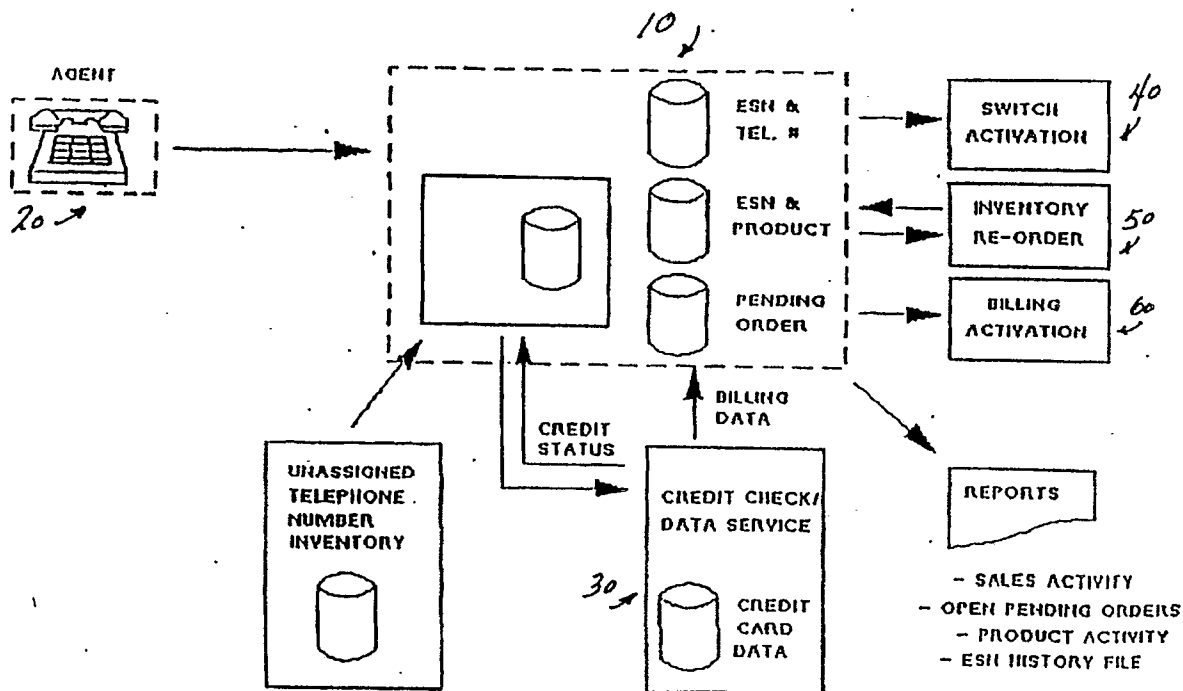 10
AGENT
20
ESN &
TEL. #
ESN &
PRODUCT
PENDING
ORDER
SWITCH
ACTIVATION
40
INVENTORY
RE-ORDER
50
BILLING
ACTIVATION
60
CREDIT
STATUS
BILLING
DATA
UNASSIGNED
TELEPHONE
NUMBER
INVENTORY
CREDIT CHECK/
DATA SERVICE
30
CREDIT
CARD
DATA
REPORTS
- SALES ACTIVITY
- OPEN PENDING ORDERS
- PRODUCT ACTIVITY
- ESN HISTORY FILE